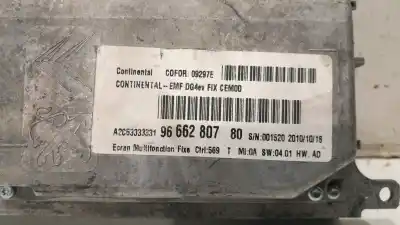 Continental COFOR: 09297E
CONTINENTAL--EMF DG4ev FIX CEM00
A2C53333331 96 662 807 80 S/N:001520 2010/10/15
Ecran Multifonction Fixe Ctrl:569 T MI:0A SW:04.01 HW.AD